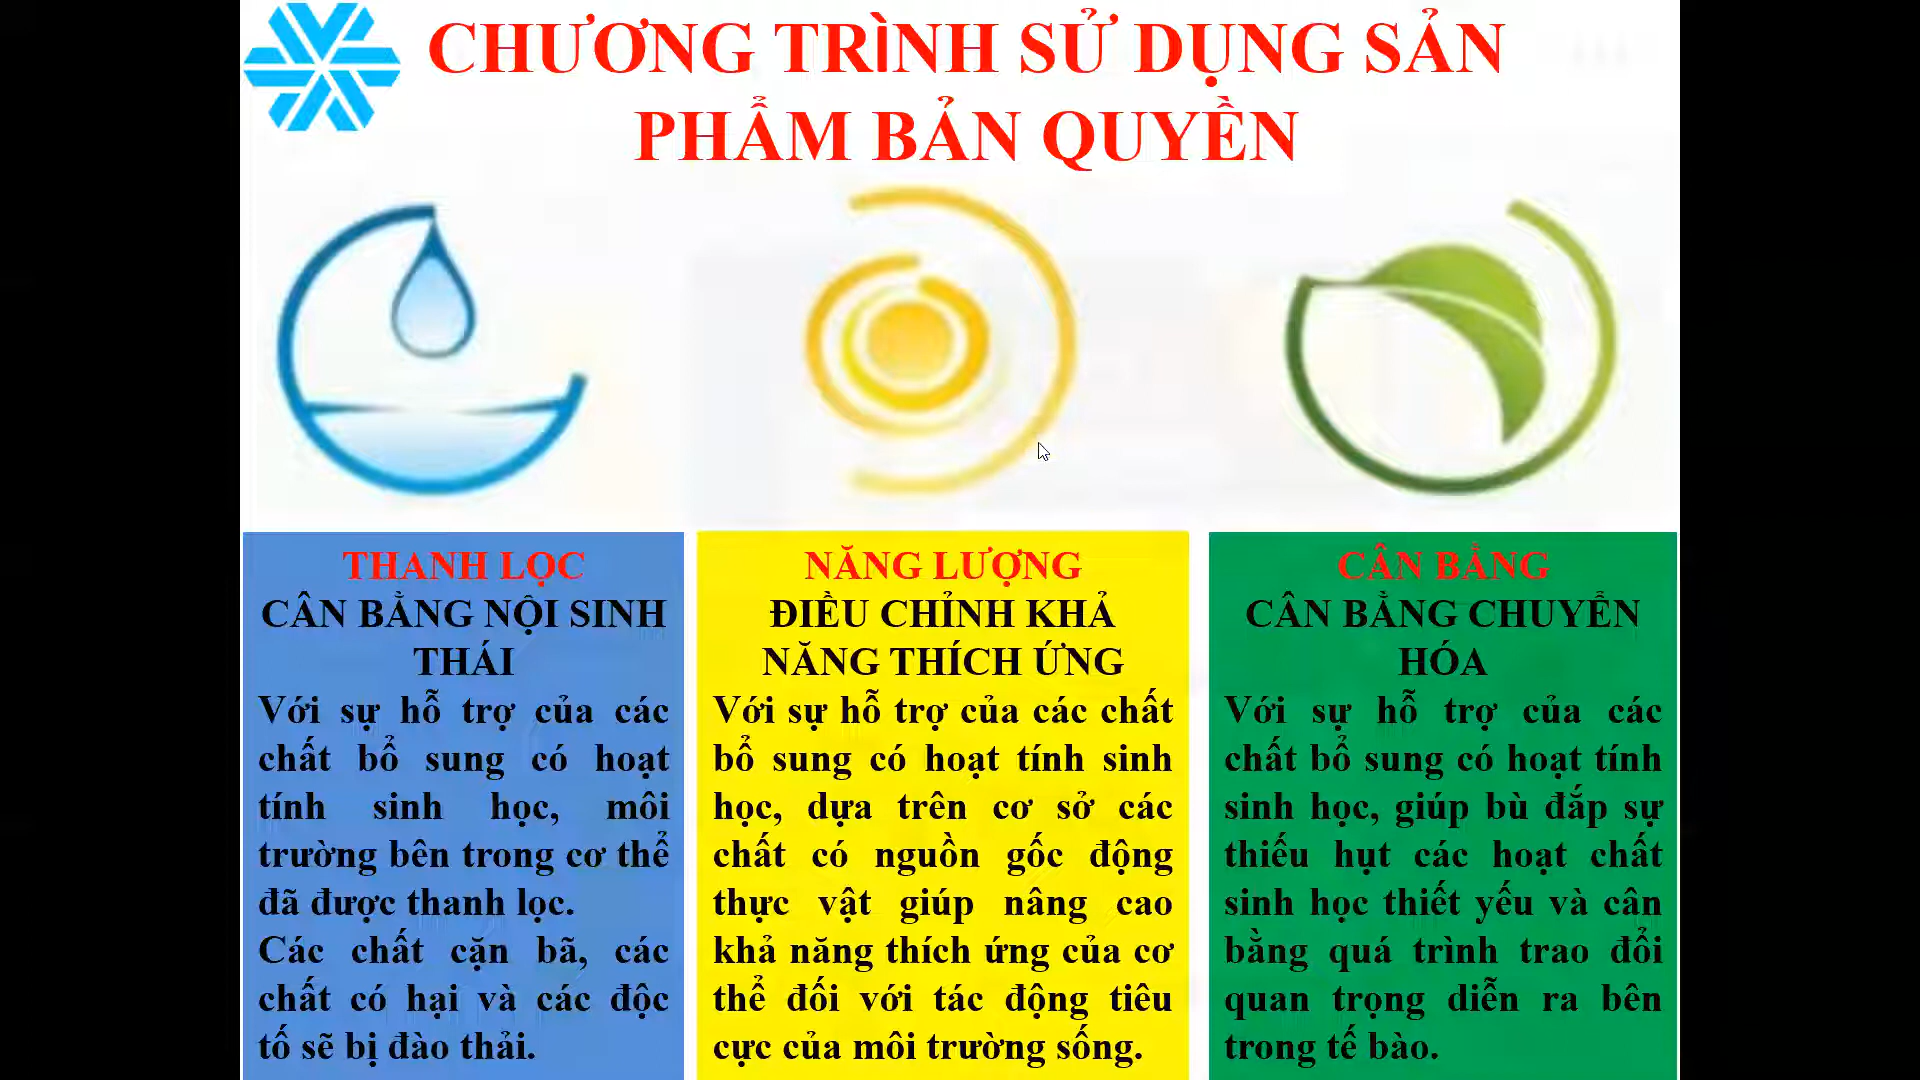 CHƯƠNG TRÌNH SỬ DỤNG SẢN
PHẨM BẢN QUYỀN
THANH LỌC
CÂN BẰNG NỘI SINH
THÁI
Với sự hỗ trợ của các
chất bổ sung có hoạt
tính sinh học, môi
trường bên trong cơ thể
đã được thanh lọc.
Các chất cặn bã, các
chất có hại và các độc
tố sẽ bị đào thải.
NĂNG LƯỢNG
ĐIỀU CHỈNH KHẢ
NĂNG THÍCH ỨNG
Với sự hỗ trợ của các chất
bổ sung có hoạt tính sinh
học, dựa trên cơ sở các
chất có nguồn gốc động
thực vật giúp nâng cao
khả năng thích ứng của cơ
thể đối với tác động tiêu
cực của môi trường sống.
CÂN BẰNG
CÂN BẰNG CHUYỂN
HÓA
Với sự hỗ trợ của các
chất bổ sung có hoạt tính
sinh học, giúp bù đắp sự
thiếu hụt các hoạt chất
sinh học thiết yếu và cân
bằng quá trình trao đổi
quan trọng diễn ra bên
trong tế bào.